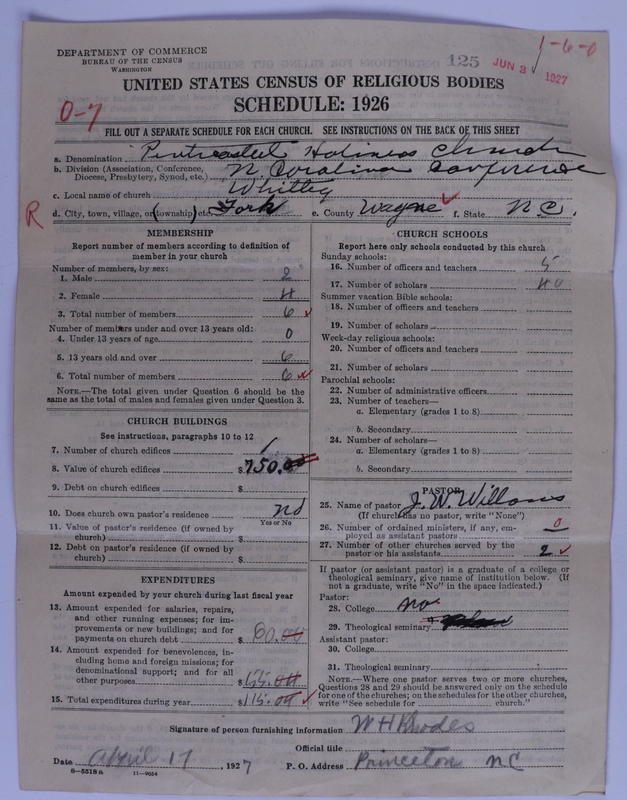 DEPARTMENT OF COMMERCE
BUREAU OF THE CENSUS
WASHINGTON
125
JUN 3 1927
1-6-0
UNITED STATES CENSUS OF RELIGIOUS BODIES
SCHEDULE: 1926
0-7
FILL OUT A SEPARATE SCHEDULE FOR EACH CHURCH. SEE INSTRUCTIONS ON THE BACK OF THIS SHEET
a. Denomination Pentecostal Holiness Church
b. Division (Association, Conference, Diocese, Presbytery, Synod, etc.) N. Carolina Conference
c. Local name of church Whitley
R
d. City, town, village, or (township) etc. Fork e. County Wayne f. State N C.
MEMBERSHIP
Report number of members according to definition of member in your church
Number of members, by sex:
1. Male 2
2. Female 4
3. Total number of members 6
Number of members under and over 13 years old:
4. Under 13 years of age 0
5. 13 years old and over 6
6. Total number of members 6
NOTE.—The total given under Question 6 should be the same as the total of males and females given under Question 3.
CHURCH BUILDINGS
See instructions, paragraphs 10 to 12
7. Number of church edifices 1
8. Value of church edifices $750.00
9. Debt on church edifices $
10. Does church own pastor's residence no
Yes or No
11. Value of pastor's residence (if owned by church) $
12. Debt on pastor's residence (if owned by church) $
EXPENDITURES
Amount expended by your church during last fiscal year
13. Amount expended for salaries, repairs, and other running expenses; for improvements or new buildings; and for payments on church debt $ 60.00
14. Amount expended for benevolences, including home and foreign missions; for denominational support; and for all other purposes $55.00
15. Total expenditures during year $115.00
CHURCH SCHOOLS
Report here only schools conducted by this church
Sunday schools:
16. Number of officers and teachers 5
17. Number of scholars 40
Summer vacation Bible schools:
18. Number of officers and teachers
19. Number of scholars
Week-day religious schools:
20. Number of officers and teachers
21. Number of scholars
Parochial schools:
22. Number of administrative officers
23. Number of teachers—
a. Elementary (grades 1 to 8)
b. Secondary
24. Number of scholars—
a. Elementary (grades 1 to 8)
b. Secondary
PASTOR
25. Name of pastor J. W. Willons
(If church has no pastor, write "None")
26. Number of ordained ministers, if any, employed as assistant pastors 0
27. Number of other churches served by the pastor or his assistants 2
If pastor (or assistant pastor) is a graduate of a college or theological seminary, give name of institution below. (If not a graduate, write "No" in the space indicated.)
Pastor:
28. College no
29. Theological seminary
Assistant pastor:
30. College
31. Theological seminary
NOTE.—Where one pastor serves two or more churches, Questions 28 and 29 should be answered only on the schedule for one of the churches; on the schedules for the other churches, write "See schedule for church."
Signature of person furnishing information W H Rhodes
Official title
Date April 17, 1927 P. O. Address Princeton NC
8—5518a 11—9054